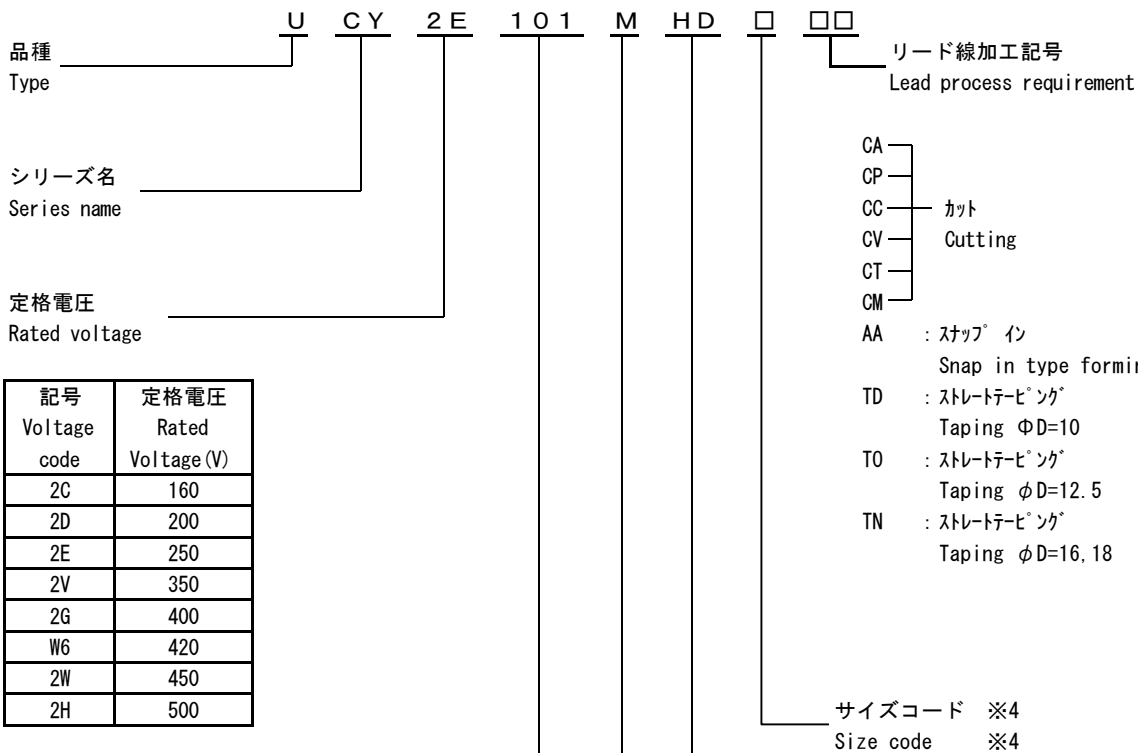 U CY 2E 101 M HD □ □□
品種
Type
シリーズ名
Series name
定格電圧
Rated voltage
記号 定格電圧
Voltage Rated
code Voltage(V)
2C 160
2D 200
2E 250
2V 350
2G 400
W6 420
2W 450
2H 500
リード線加工記号
Lead process requirement
CA
CP
CC ｶｯﾄ
CV Cutting
CT
CM
AA : ｽﾅｯﾌﾟ ｲﾝ
Snap in type formin
TD : ｽﾄﾚｰﾄﾃｰﾋﾟﾝｸﾞ
Taping ΦD=10
TO : ｽﾄﾚｰﾄﾃｰﾋﾟﾝｸﾞ
Taping φD=12.5
TN : ｽﾄﾚｰﾄﾃｰﾋﾟﾝｸﾞ
Taping φD=16,18
サイズコード ※4
Size code ※4